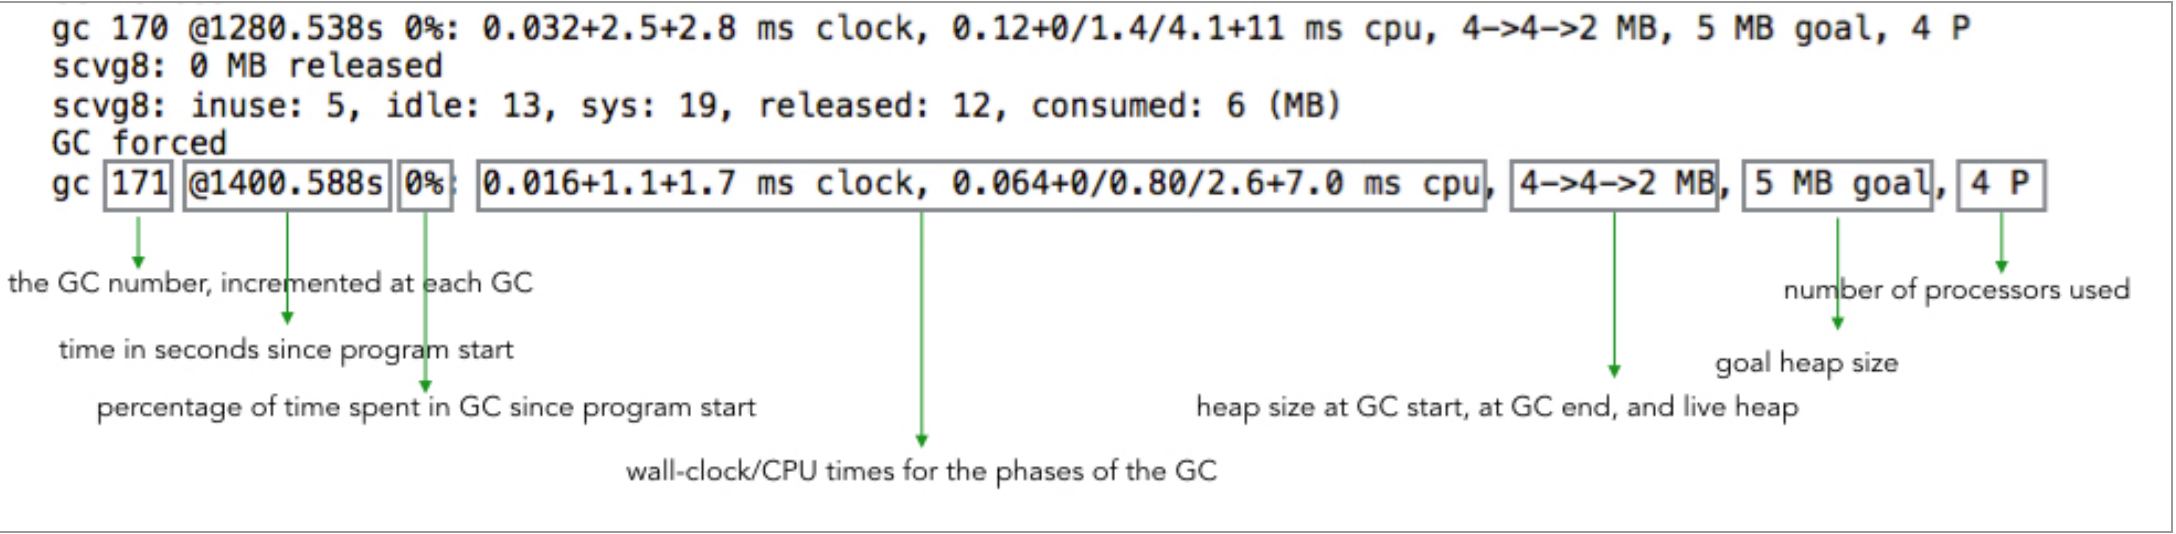 gc 170 @1280.538s 0%: 0.032+2.5+2.8 ms clock, 0.12+0/1.4/4.1+11 ms cpu, 4->4->2 MB, 5 MB goal, 4 P
scvg8: 0 MB released
scvg8: inuse: 5, idle: 13, sys: 19, released: 12, consumed: 6 (MB)
GC forced
gc 171 @1400.588s 0%: 0.016+1.1+1.7 ms clock, 0.064+0/0.80/2.6+7.0 ms cpu, 4->4->2 MB, 5 MB goal, 4 P
the GC number, incremented at each GC
number of processors used
time in seconds since program start
goal heap size
percentage of time spent in GC since program start
heap size at GC start, at GC end, and live heap
wall-clock/CPU times for the phases of the GC